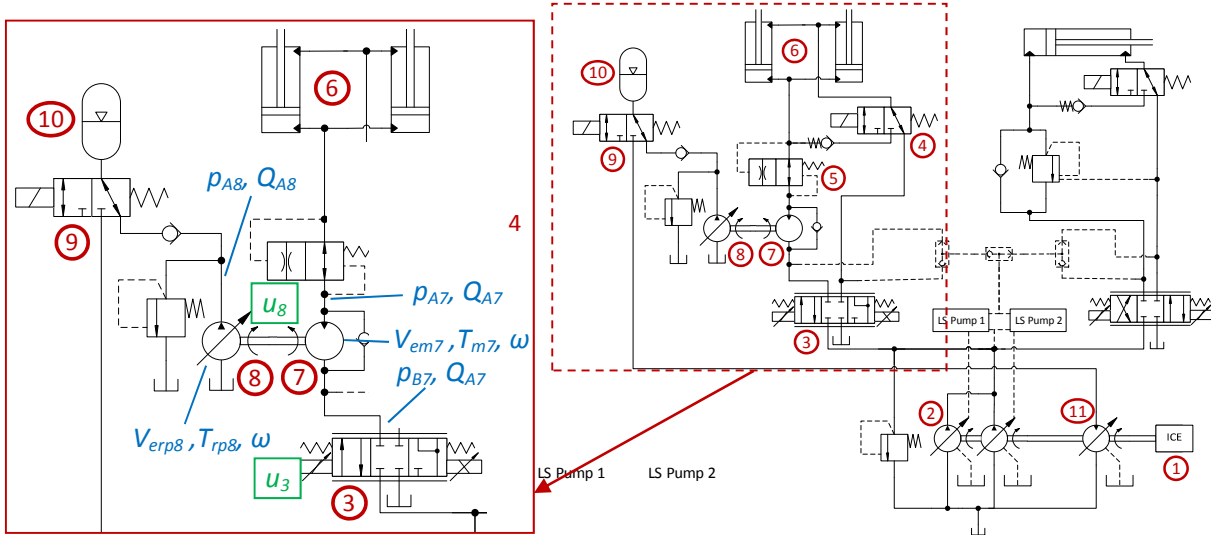 10
9
6
4
p_A8, Q_A8
u_8
p_A7, Q_A7
V_em7 ,T_m7, ω
8
7
p_B7, Q_A7
V_erp8 ,T_rp8, ω
u_3
3
LS Pump 1
LS Pump 2
10
6
9
4
5
8
7
3
LS Pump 1
LS Pump 2
2
11
ICE
1